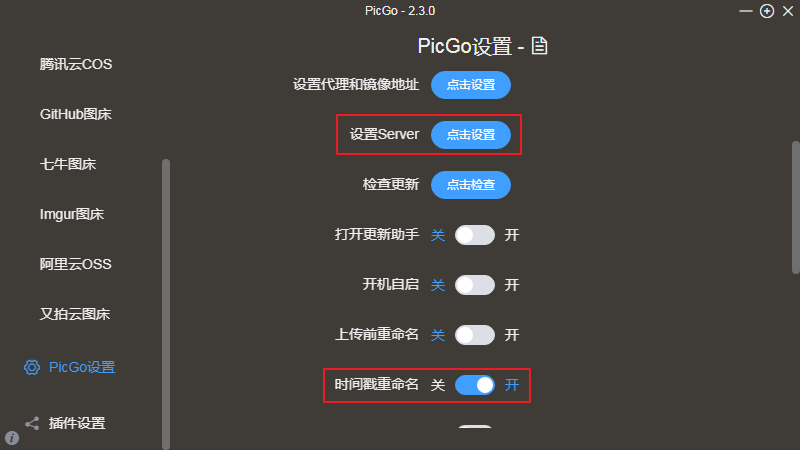 PicGo - 2.3.0
PicGo设置 -
腾讯云COS
GitHub图床
七牛图床
Imgur图床
阿里云OSS
又拍云图床
PicGo设置
插件设置
设置代理和镜像地址 点击设置
设置Server 点击设置
检查更新 点击检查
打开更新助手 关 开
开机自启 关 开
上传前重命名 关 开
时间戳重命名 关 开